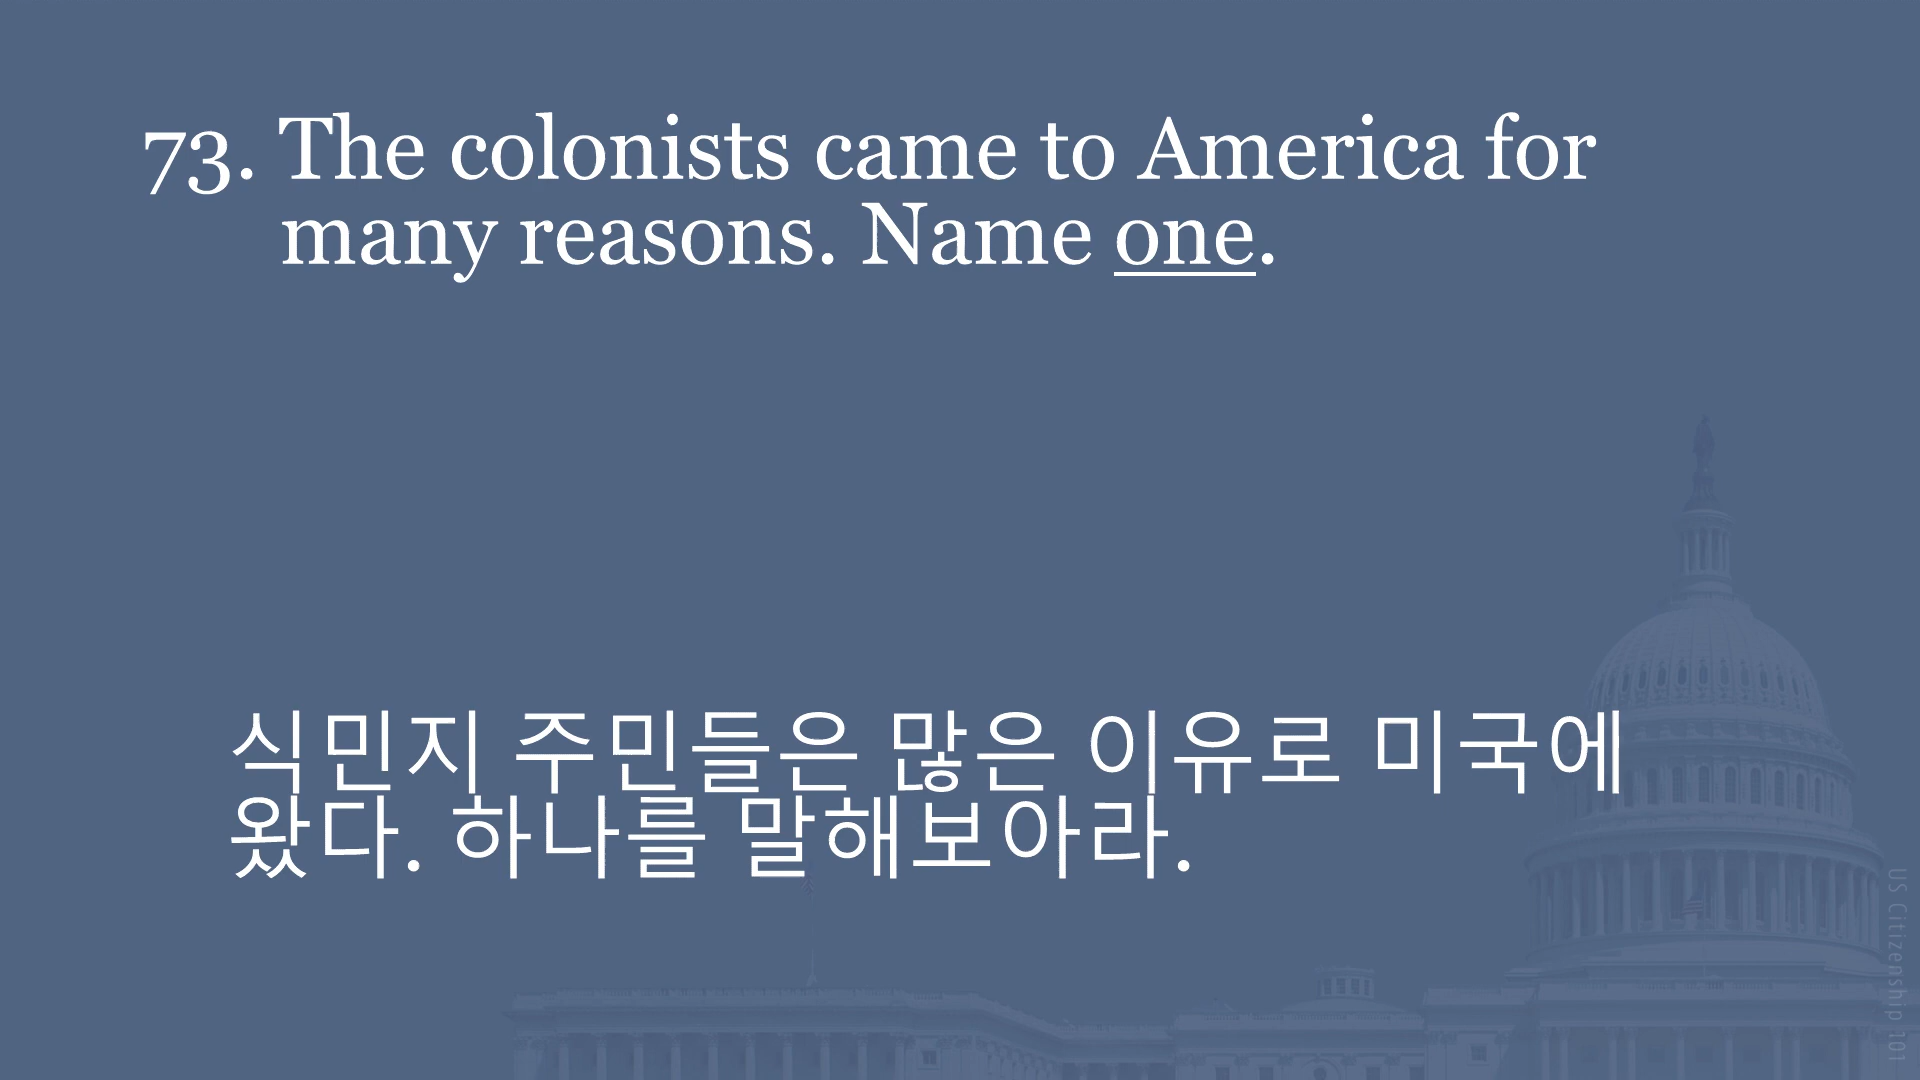 73. The colonists came to America for
many reasons. Name one.
식민지 주민들은 많은 이유로 미국에
왔다. 하나를 말해보아라.
US Citizenship 101